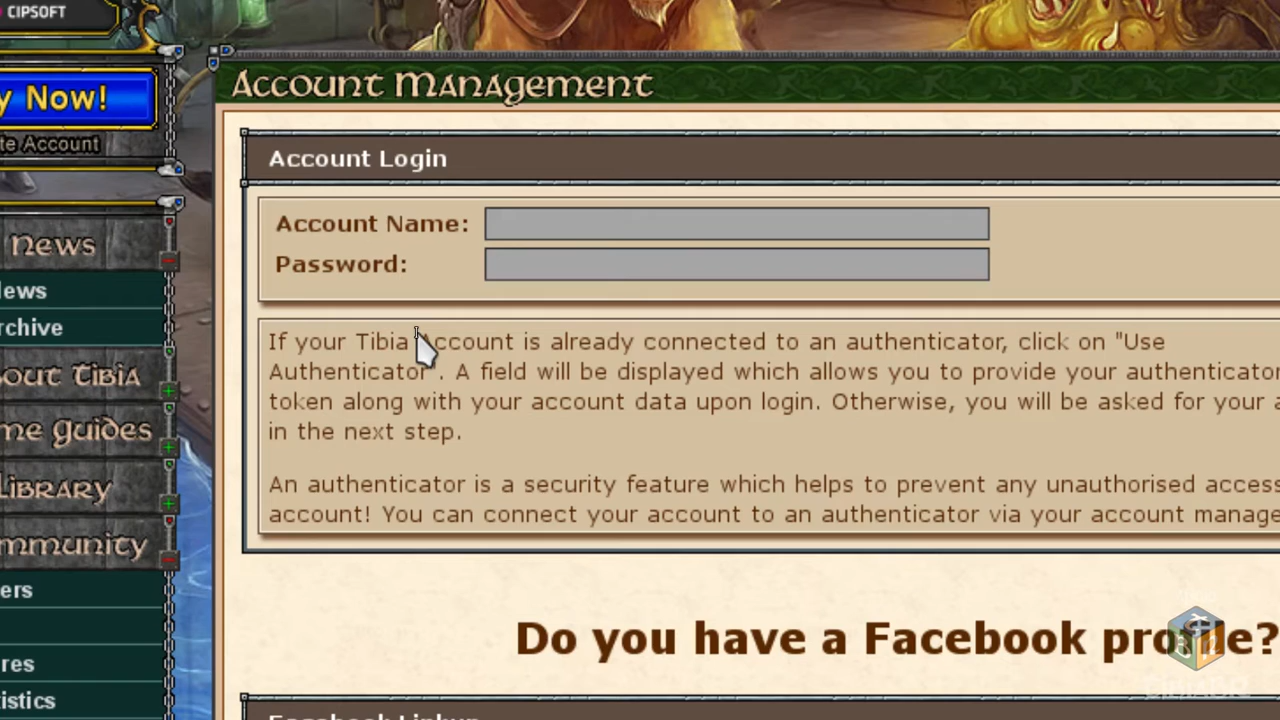 CIPSOFT
y Now!
te Account
News
ews
rchive
out Tibia
me Guides
Library
mmunity
ers
res
tistics
Account Management
Account Login
Account Name:
Password:
If your Tibia Account is already connected to an authenticator, click on "Use
Authenticator". A field will be displayed which allows you to provide your authenticator
token along with your account data upon login. Otherwise, you will be asked for your a
in the next step.
An authenticator is a security feature which helps to prevent any unauthorised access
account! You can connect your account to an authenticator via your account manage
Do you have a Facebook profile?
Facebook Linkup